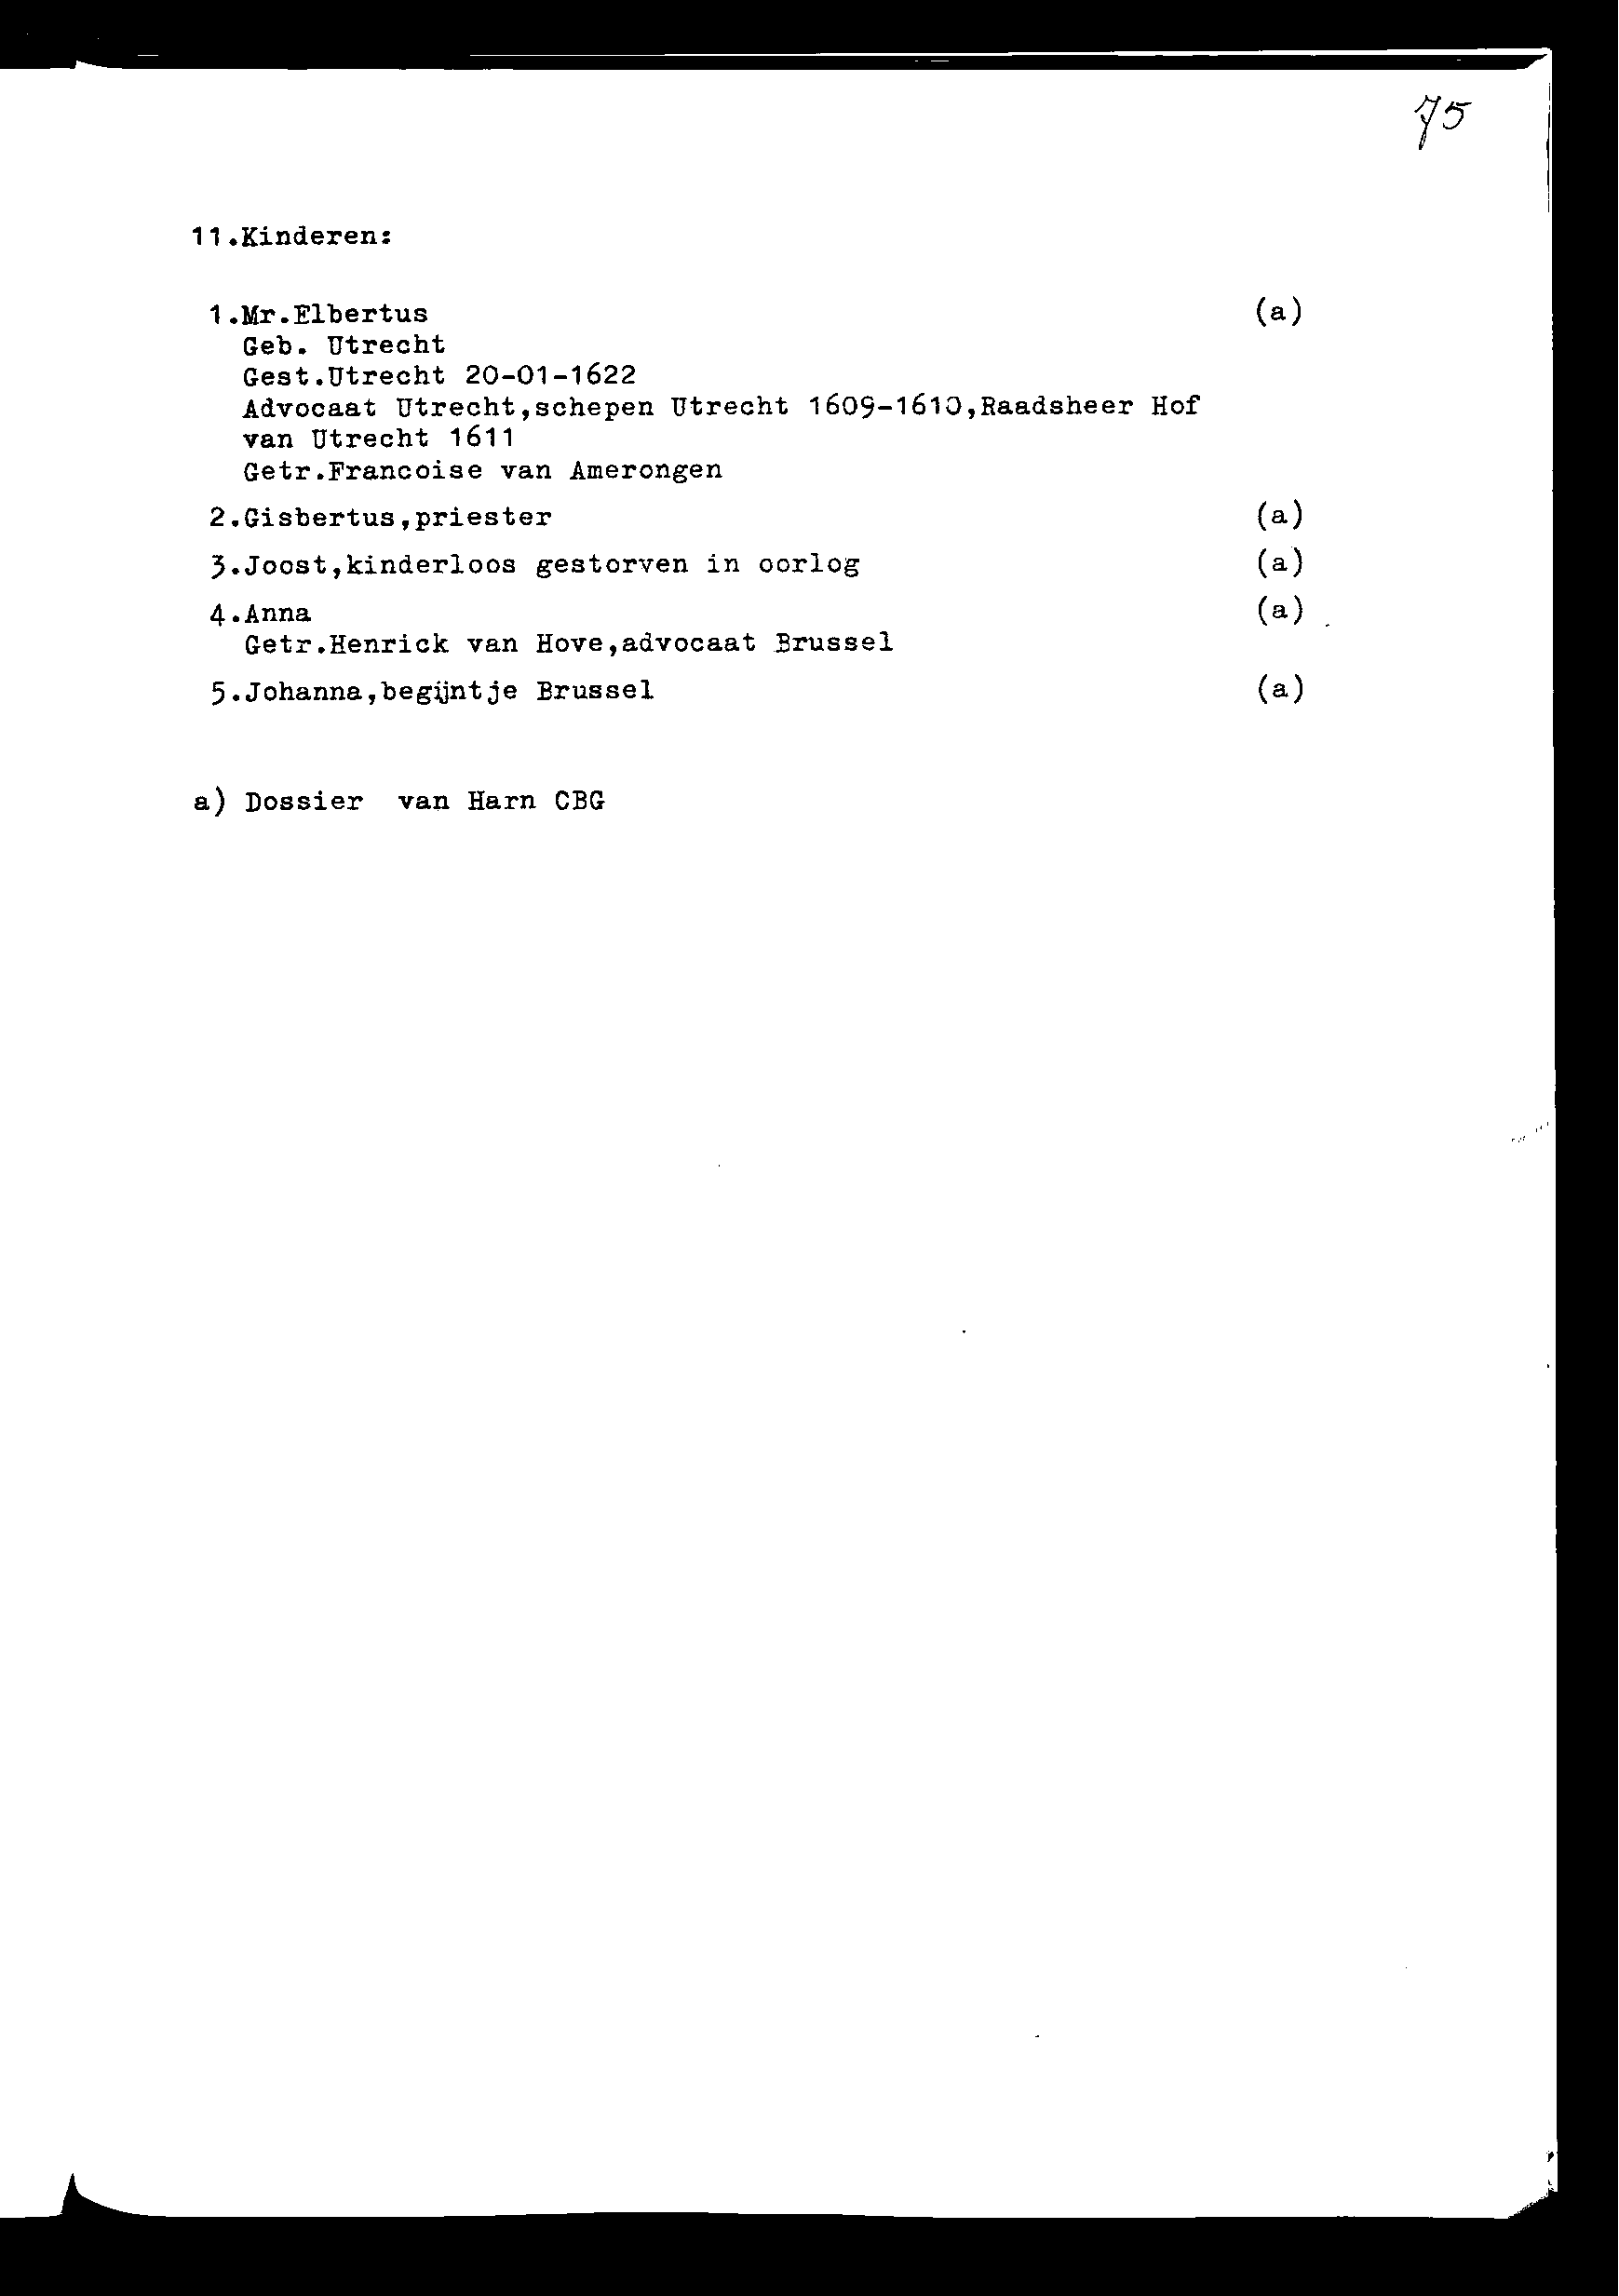 75
11.Kinderen:
1.Mr.Elbertus (a)
Geb. Utrecht
Gest.Utrecht 20-01-1622
Advocaat Utrecht,schepen Utrecht 1609-1610,Raadsheer Hof
van Utrecht 1611
Getr.Francoise van Amerongen
2.Gisbertus,priester (a)
3.Joost,kinderloos gestorven in oorlog (a)
4.Anna (a)
Getr.Henrick van Hove,advocaat Brussel
5.Johanna,begijntje Brussel (a)
a) Dossier van Harn CBG